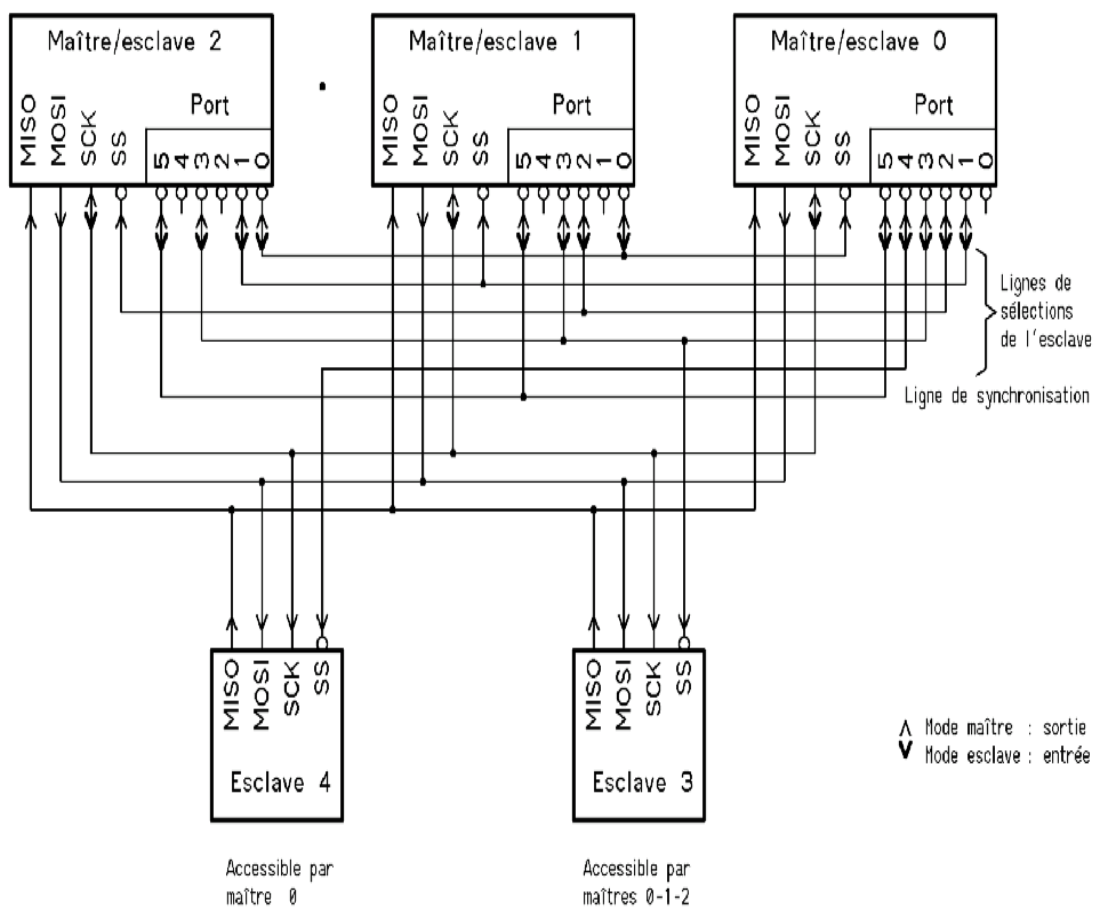 Maître/esclave 2
Maître/esclave 1
Maître/esclave 0
MISO MOSI SCK SS Port 5 4 3 2 1 0
MISO MOSI SCK SS Port 5 4 3 2 1 0
MISO MOSI SCK SS Port 5 4 3 2 1 0
Lignes de
sélections
de l'esclave
Ligne de synchronisation
MISO MOSI SCK SS
Esclave 4
MISO MOSI SCK SS
Esclave 3
Mode maître : sortie
Mode esclave : entrée
Accessible par
maître 0
Accessible par
maîtres 0-1-2